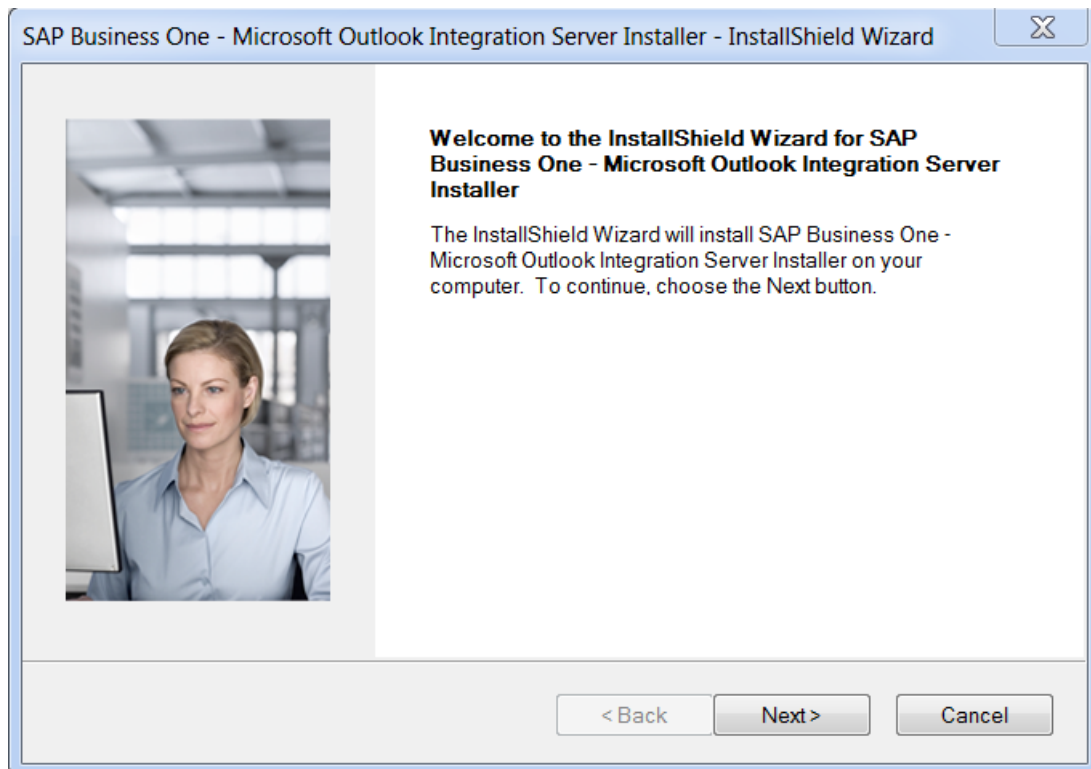 SAP Business One - Microsoft Outlook Integration Server Installer - InstallShield Wizard
Welcome to the InstallShield Wizard for SAP
Business One - Microsoft Outlook Integration Server
Installer
The InstallShield Wizard will install SAP Business One -
Microsoft Outlook Integration Server Installer on your
computer.  To continue, choose the Next button.
< Back Next > Cancel